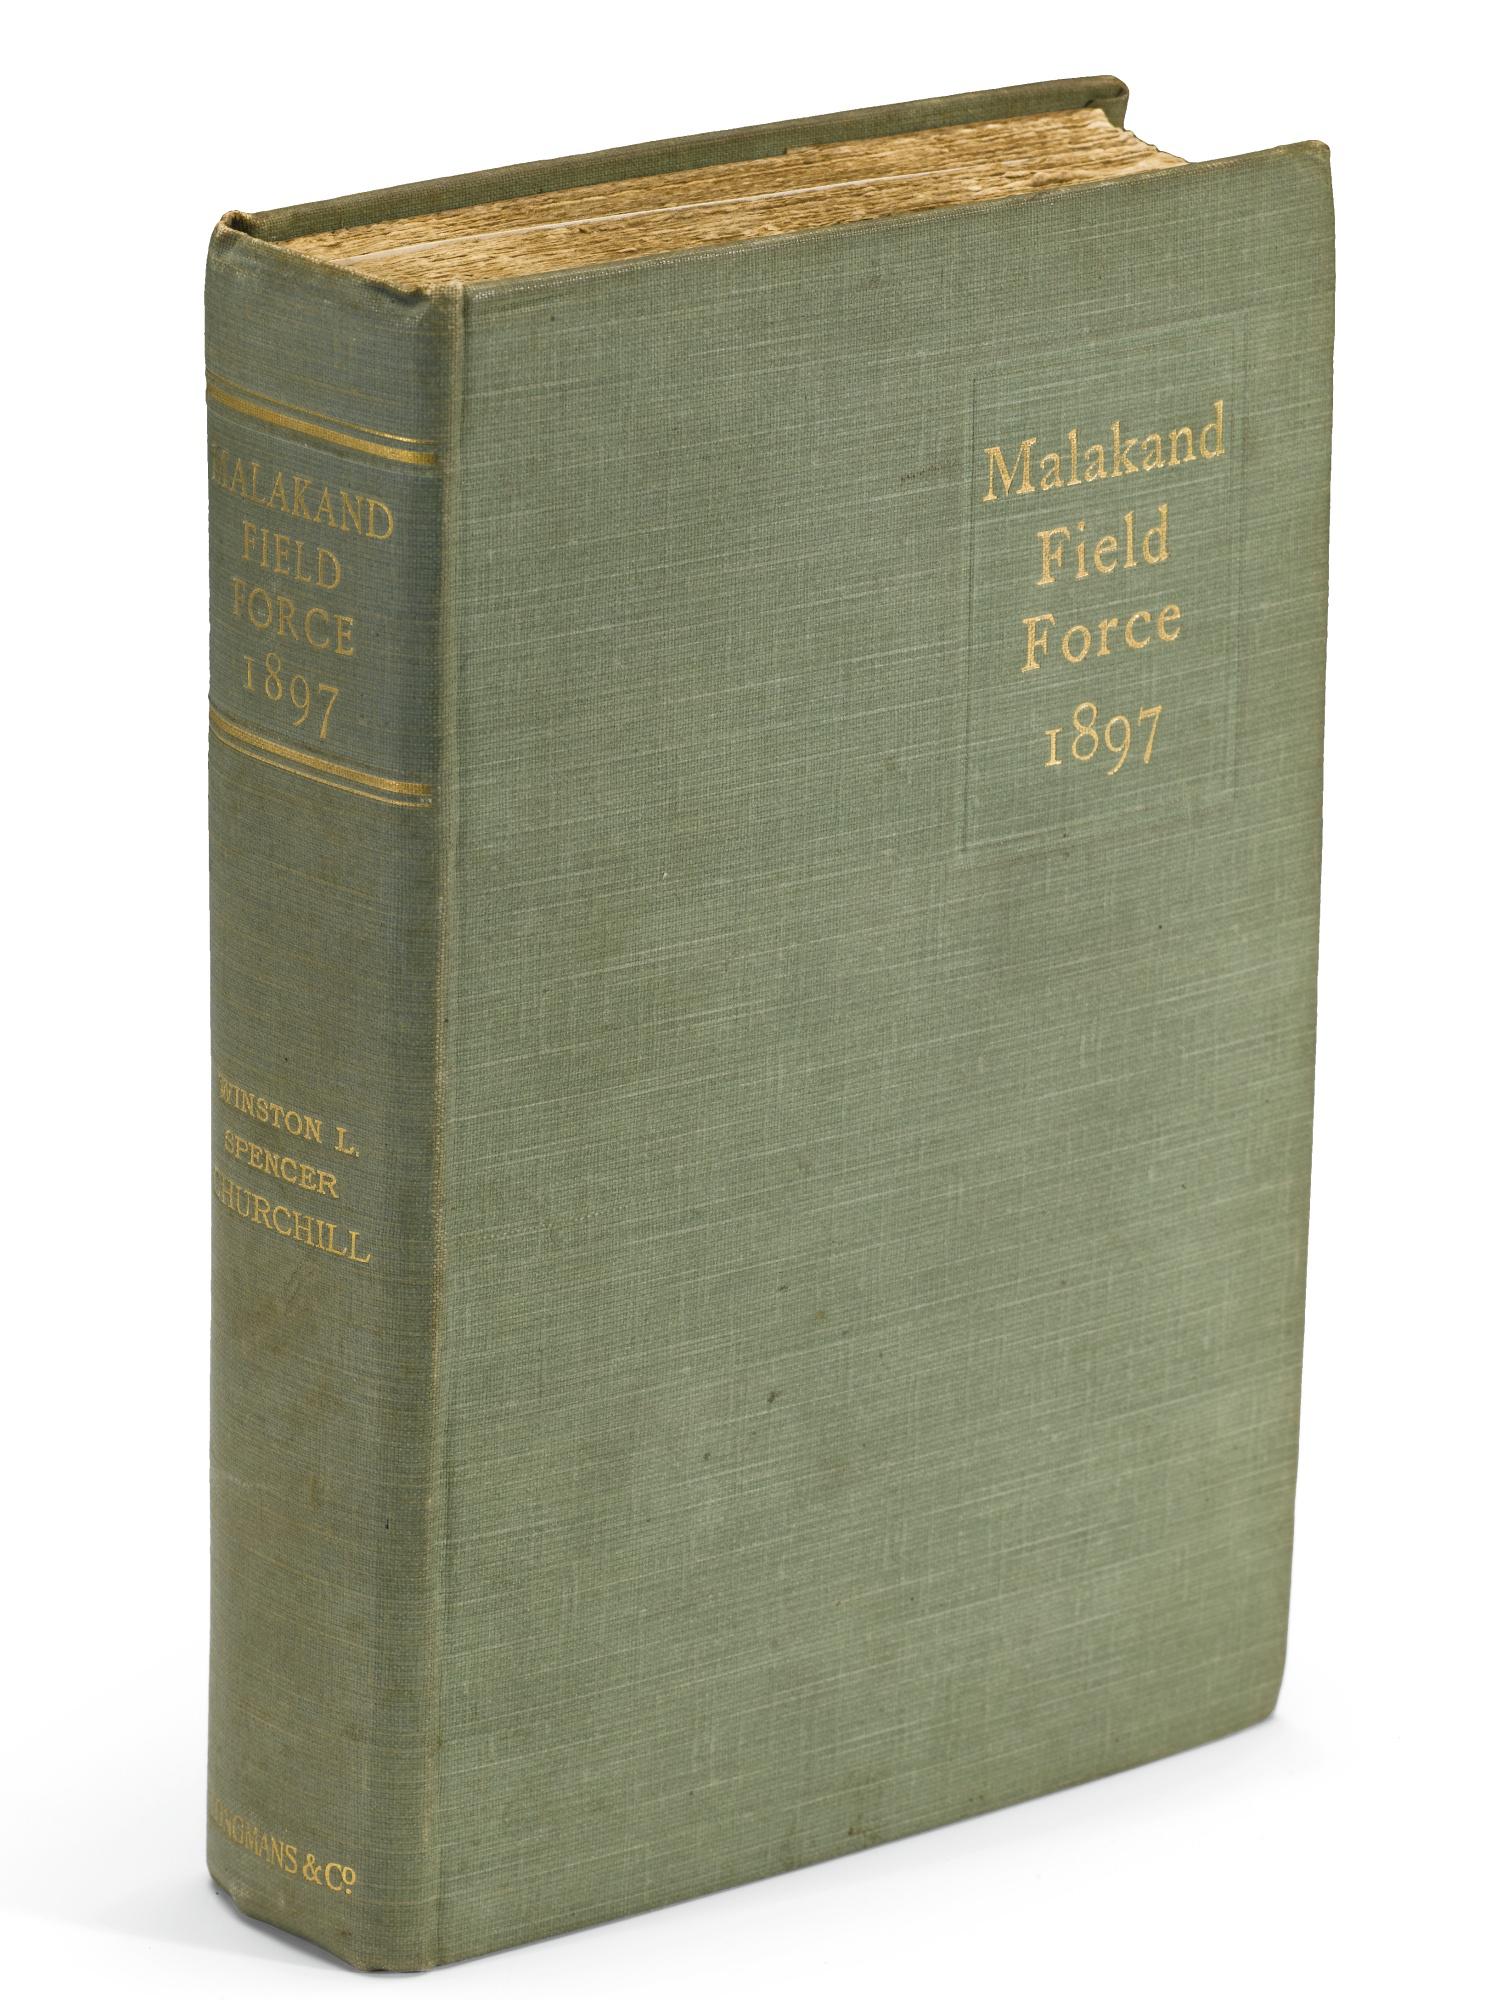 MALAKAND
FIELD
FORCE
1897
WINSTON L.
SPENCER
CHURCHILL
LONGMANS & Cº.
Malakand
Field
Force
1897